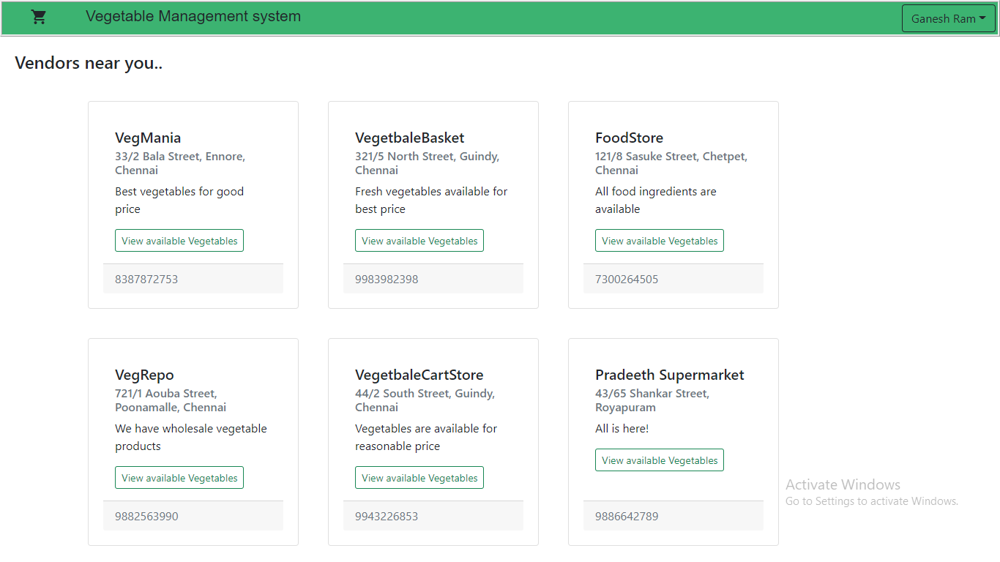 Vegetable Management system
Ganesh Ram
Vendors near you..
VegMania
33/2 Bala Street, Ennore,
Chennai
Best vegetables for good
price
View available Vegetables
8387872753
VegetbaleBasket
321/5 North Street, Guindy,
Chennai
Fresh vegetables available for
best price
View available Vegetables
9983982398
FoodStore
121/8 Sasuke Street, Chetpet,
Chennai
All food ingredients are
available
View available Vegetables
7300264505
VegRepo
721/1 Aouba Street,
Poonamalle, Chennai
We have wholesale vegetable
products
View available Vegetables
9882563990
VegetbaleCartStore
44/2 South Street, Guindy,
Chennai
Vegetables are available for
reasonable price
View available Vegetables
9943226853
Pradeeth Supermarket
43/65 Shankar Street,
Royapuram
All is here!
View available Vegetables
9886642789
Activate Windows
Go to Settings to activate Windows.